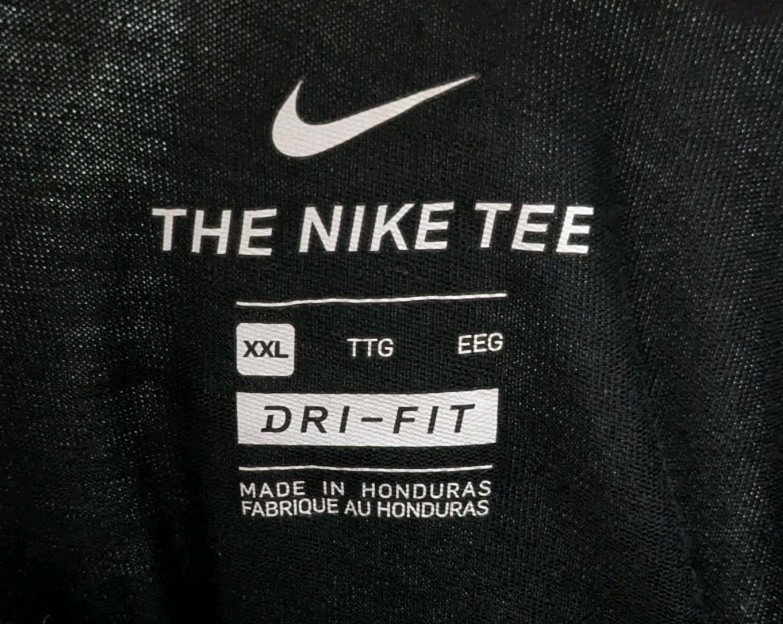 THE NIKE TEE
XXL TTG EEG
DRI-FIT
MADE IN HONDURAS
FABRIQUE AU HONDURAS